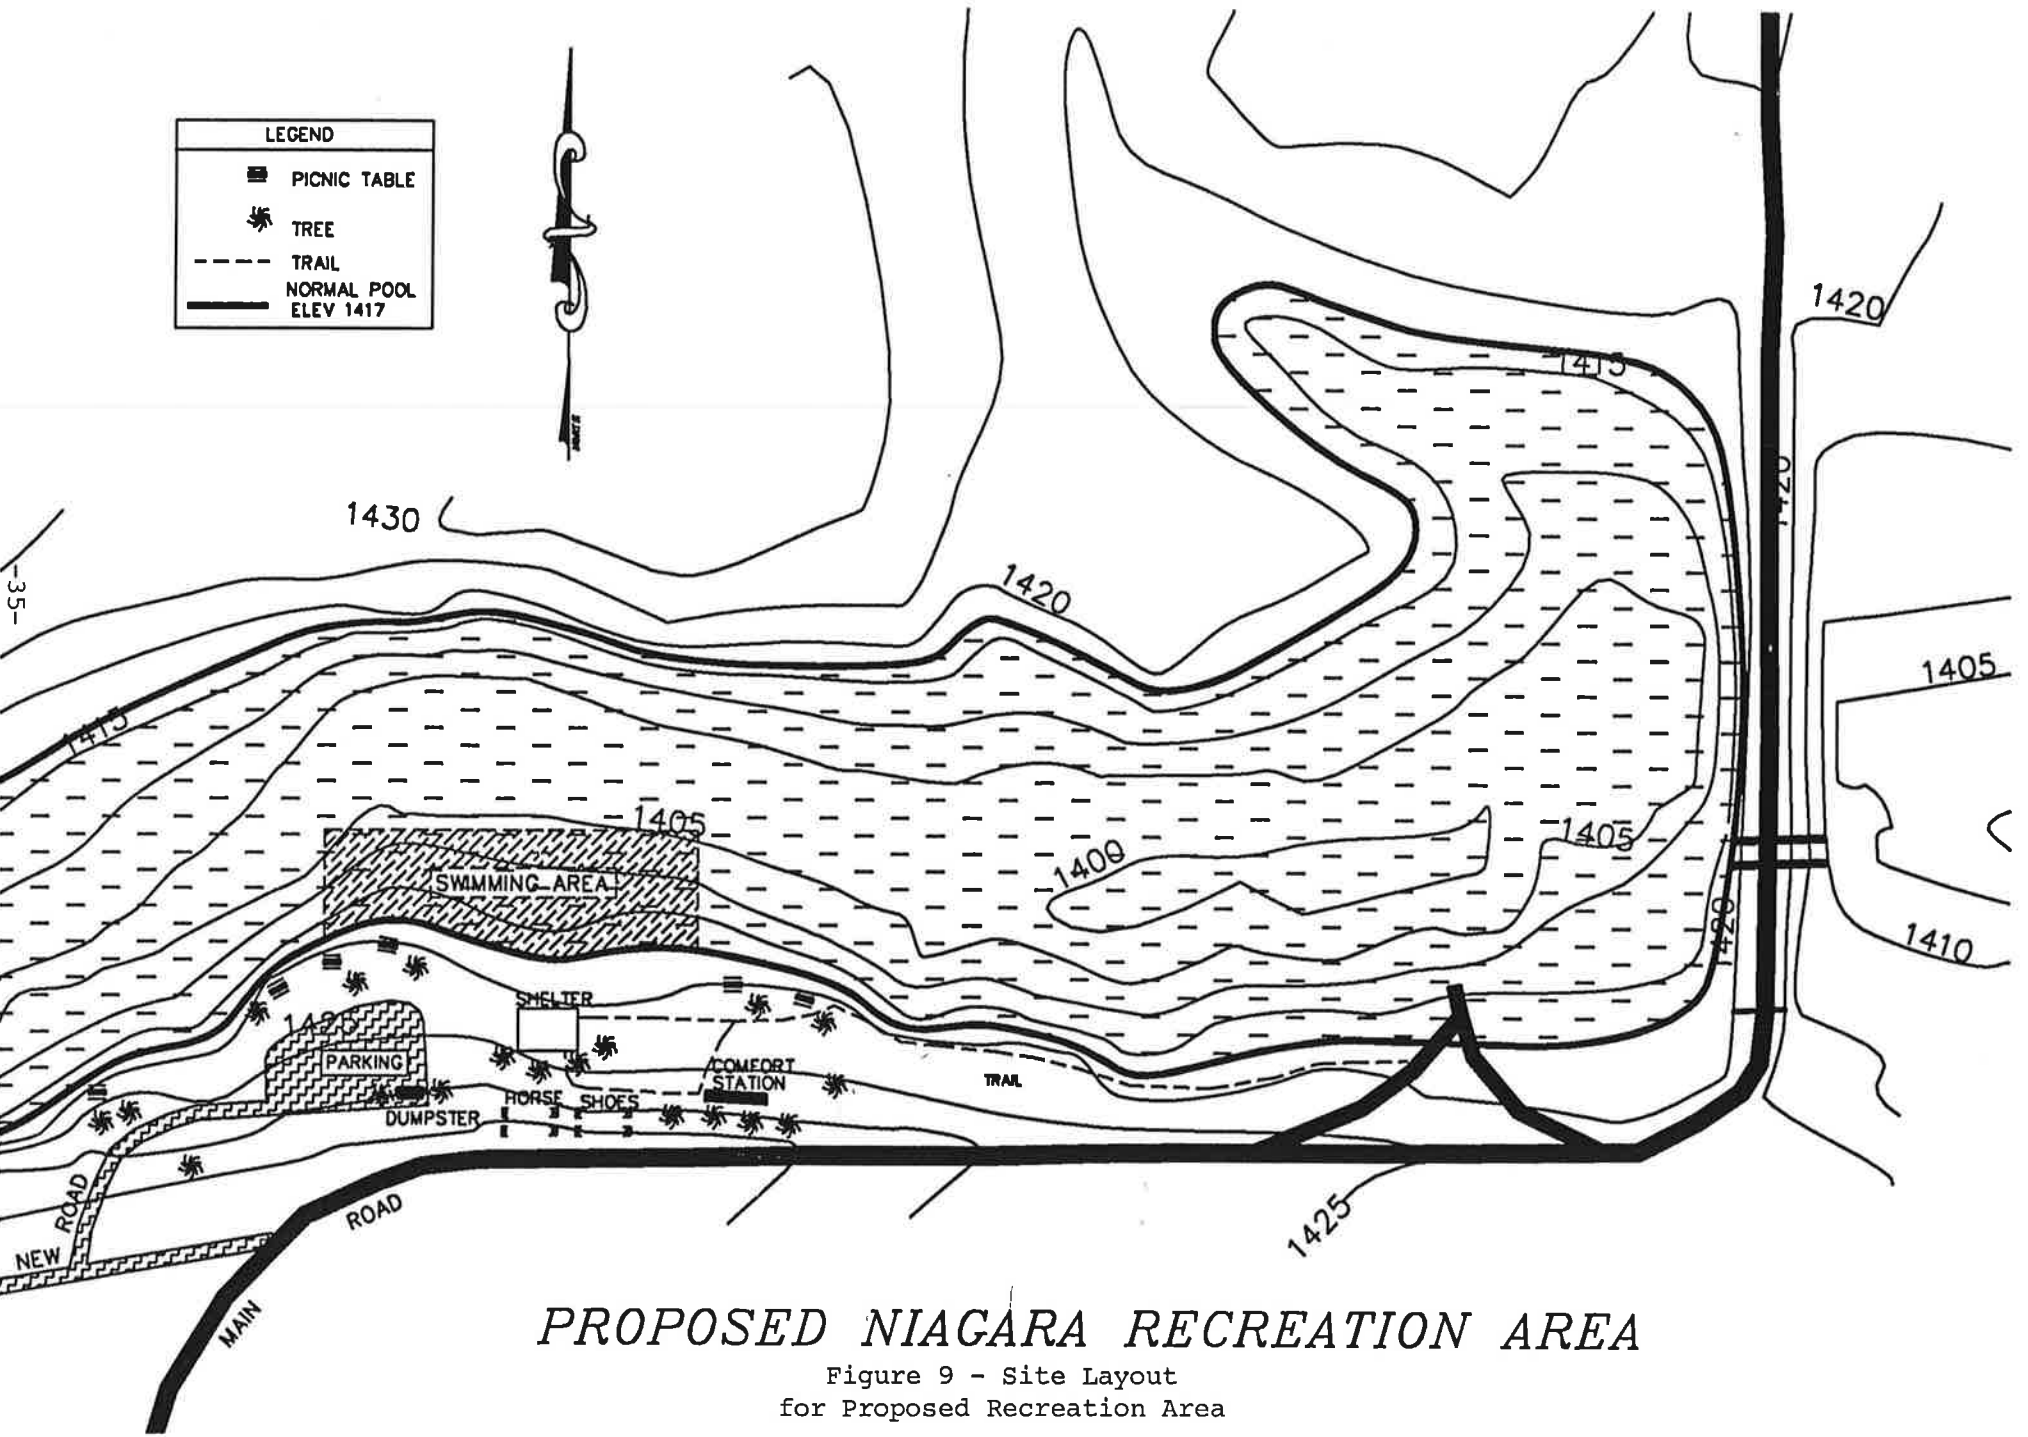 LEGEND
PICNIC TABLE
TREE
TRAIL
NORMAL POOL
ELEV 1417
1420
1415
1430
1420
1420
-35-
1405
1415
1405
1405
1400
SWIMMING AREA
1420
1410
SHELTER
1425
PARKING
COMFORT
STATION
TRAIL
HORSE SHOES
DUMPSTER
ROAD
ROAD
NEW
MAIN
1425
PROPOSED NIAGARA RECREATION AREA
Figure 9 - Site Layout
for Proposed Recreation Area